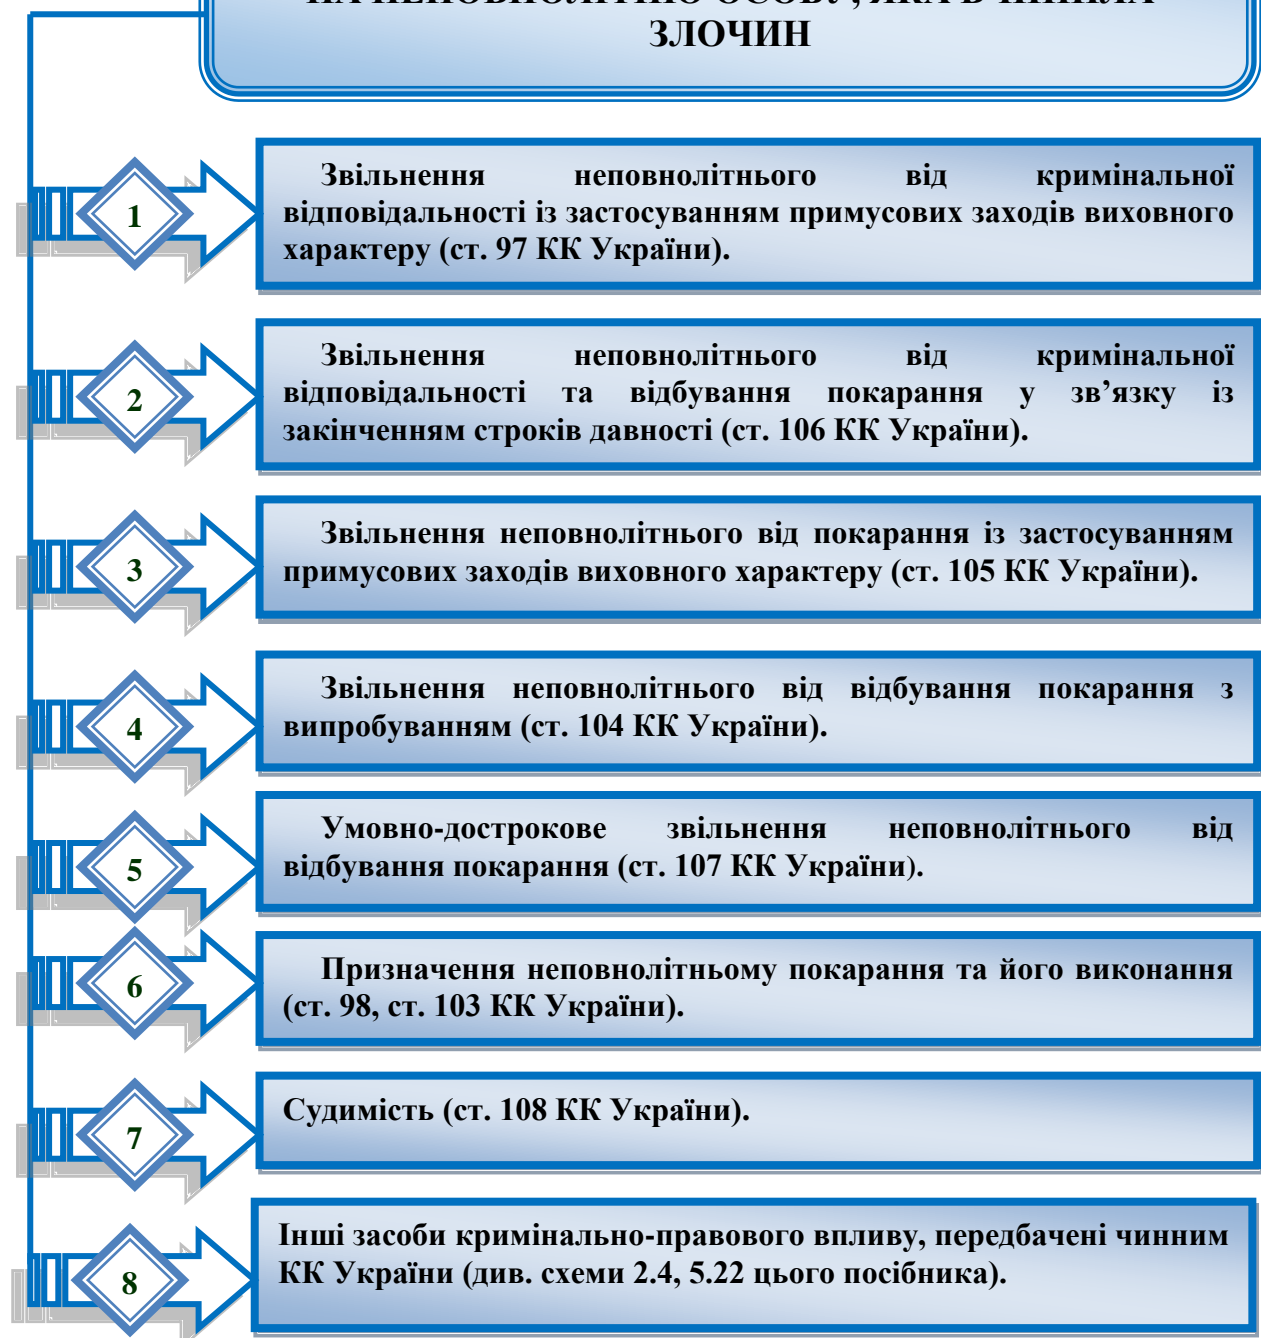 НА НЕПОВНОЛІТНЮ ОСОБУ, ЯКА ВЧИНИЛА
ЗЛОЧИН
1
Звільнення неповнолітнього від кримінальної
відповідальності із застосуванням примусових заходів виховного
характеру (ст. 97 КК України).
2
Звільнення неповнолітнього від кримінальної
відповідальності та відбування покарання у зв’язку із
закінченням строків давності (ст. 106 КК України).
3
Звільнення неповнолітнього від покарання із застосуванням
примусових заходів виховного характеру (ст. 105 КК України).
4
Звільнення неповнолітнього від відбування покарання з
випробуванням (ст. 104 КК України).
5
Умовно-дострокове звільнення неповнолітнього від
відбування покарання (ст. 107 КК України).
6
Призначення неповнолітньому покарання та його виконання
(ст. 98, ст. 103 КК України).
7
Судимість (ст. 108 КК України).
8
Інші засоби кримінально-правового впливу, передбачені чинним
КК України (див. схеми 2.4, 5.22 цього посібника).